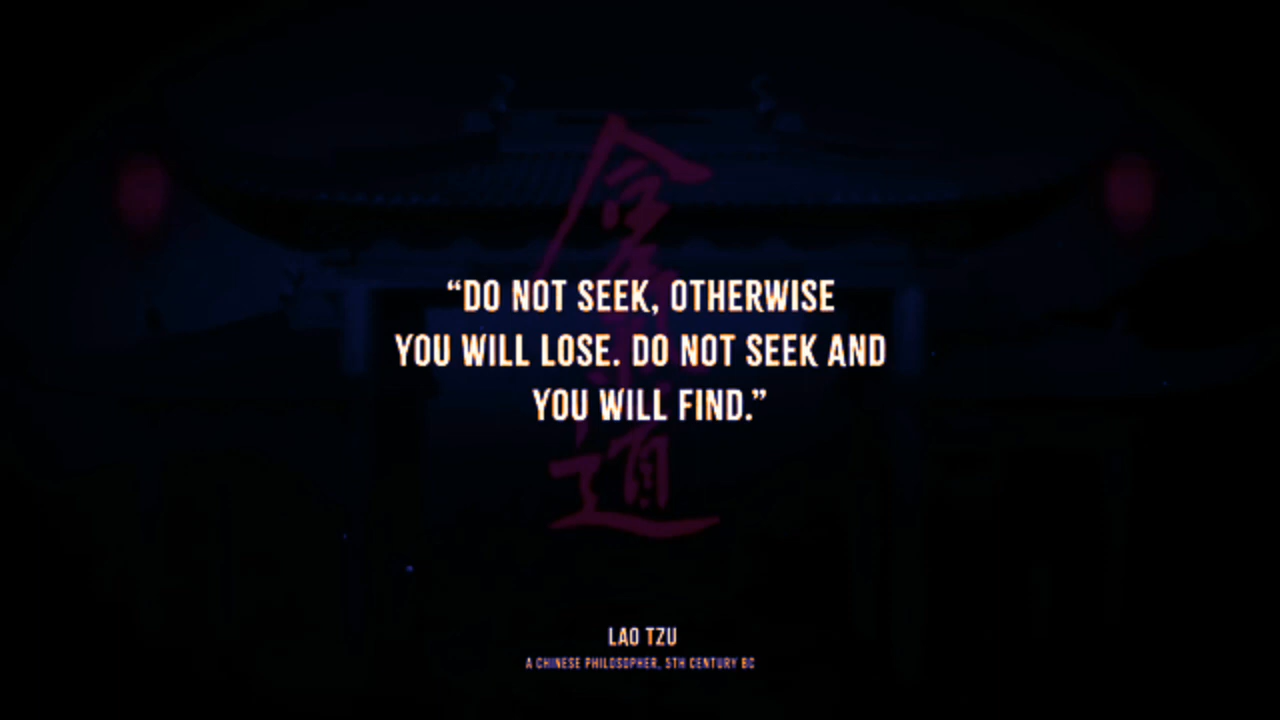 “DO NOT SEEK, OTHERWISE
YOU WILL LOSE. DO NOT SEEK AND
YOU WILL FIND.”
道
LAO TZU
A CHINESE PHILOSOPHER, 5TH CENTURY BC